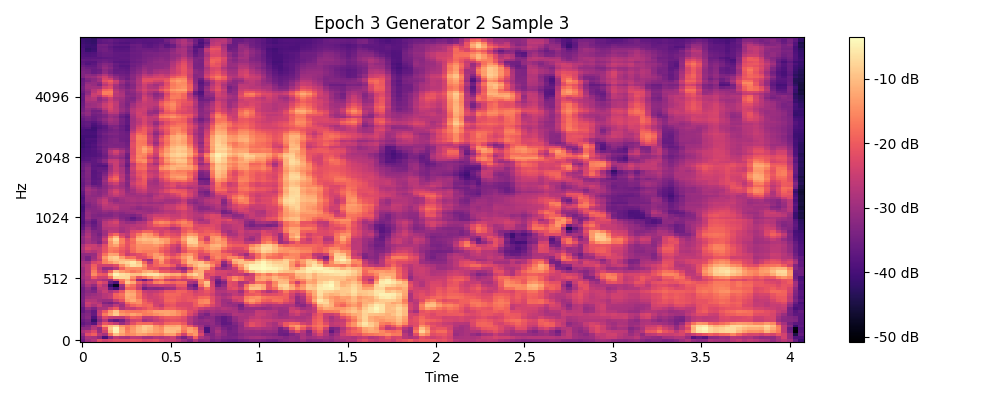 Epoch 3 Generator 2 Sample 3
Hz
4096
2048
1024
512
0
0 0.5 1 1.5 2 2.5 3 3.5 4
Time
-10 dB
-20 dB
-30 dB
-40 dB
-50 dB